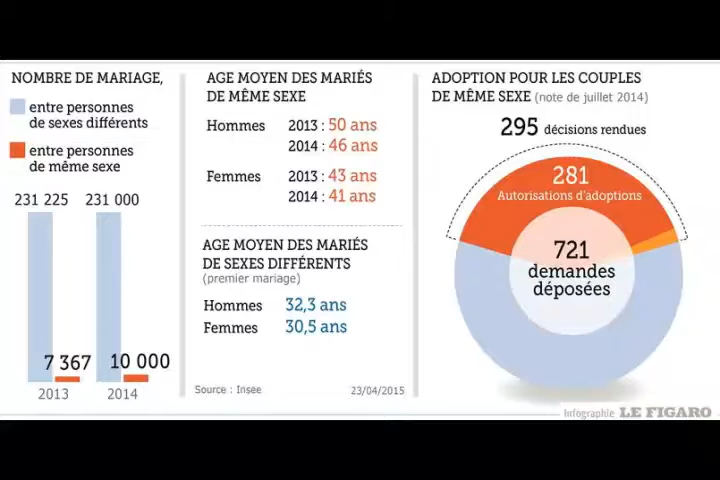 NOMBRE DE MARIAGE,
entre personnes
de sexes différents
entre personnes
de même sexe
231 225
231 000
7 367
10 000
2013
2014
AGE MOYEN DES MARIÉS
DE MÊME SEXE
Hommes 2013 : 50 ans
2014 : 46 ans
Femmes 2013 : 43 ans
2014 : 41 ans
AGE MOYEN DES MARIÉS
DE SEXES DIFFÉRENTS
(premier mariage)
Hommes 32,3 ans
Femmes 30,5 ans
Source : Insee 23/04/2015
ADOPTION POUR LES COUPLES
DE MÊME SEXE (note de juillet 2014)
295 décisions rendues
281
Autorisations d'adoptions
721
demandes
déposées
Infographie LE FIGARO